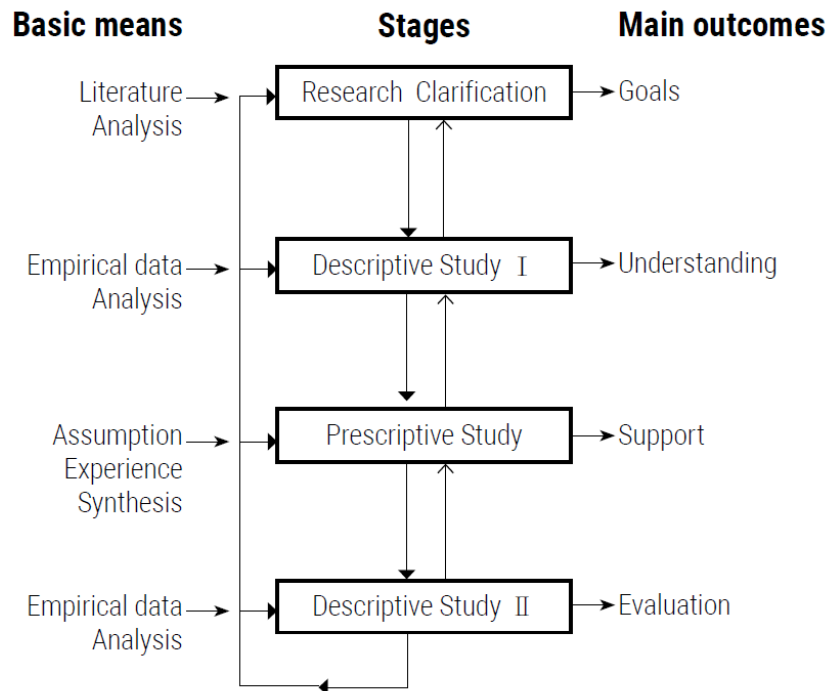 Basic means
Stages
Main outcomes
Literature
Analysis
Research Clarification
Goals
Empirical data
Analysis
Descriptive Study Ⅰ
Understanding
Assumption
Experience
Synthesis
Prescriptive Study
Support
Empirical data
Analysis
Descriptive Study Ⅱ
Evaluation